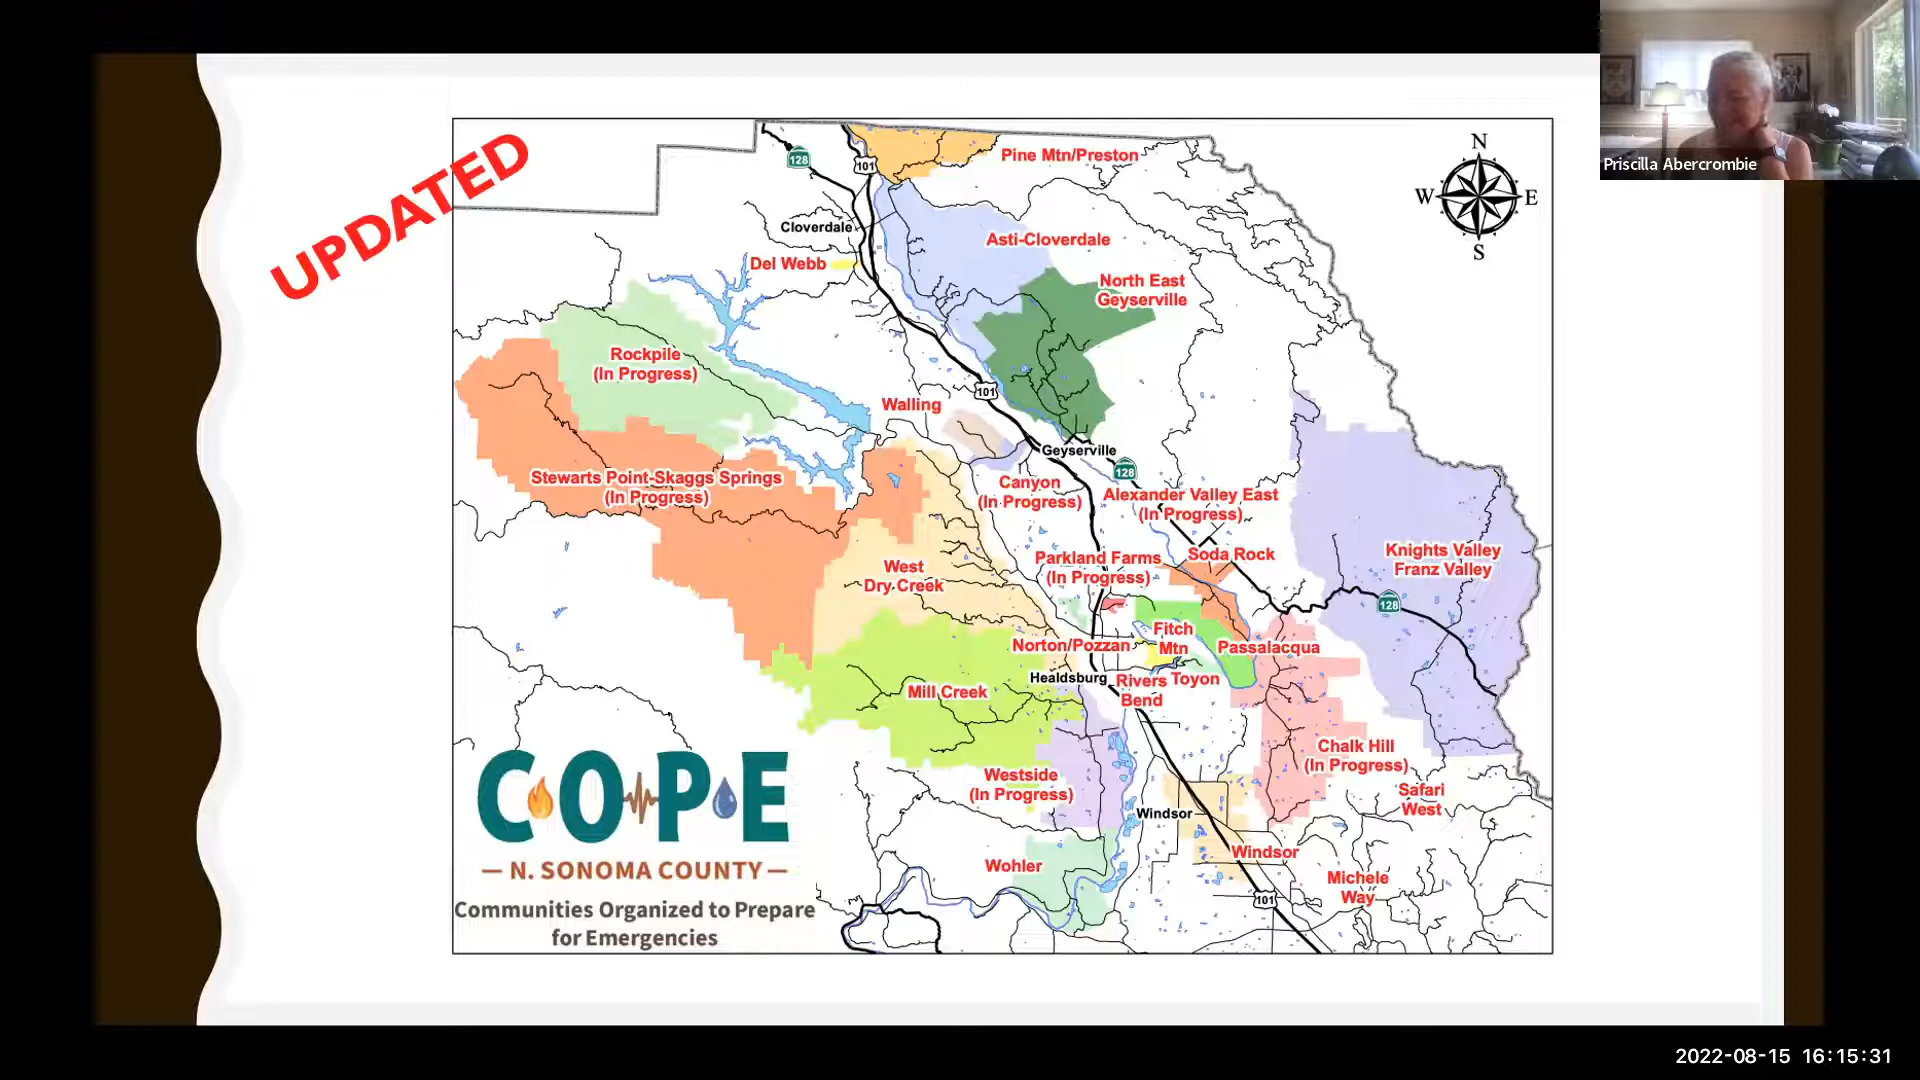 UPDATED
Priscilla Abercrombie
N
W E
S
128
101
Pine Mtn/Preston
Cloverdale
Asti-Cloverdale
Del Webb
North East
Geyserville
Rockpile
(In Progress)
101
Walling
Geyserville
128
Stewarts Point-Skaggs Springs
(In Progress)
Canyon
(In Progress)
Alexander Valley East
(In Progress)
Soda Rock
Knights Valley
Franz Valley
Parkland Farms
(In Progress)
West
Dry Creek
128
Fitch
Mtn
Norton/Pozzan
Passalacqua
Healdsburg
Rivers
Bend
Toyon
Mill Creek
Chalk Hill
(In Progress)
Westside
(In Progress)
Safari
West
Windsor
Windsor
Wohler
Michele
Way
101
COPE
— N. SONOMA COUNTY —
Communities Organized to Prepare
for Emergencies
2022-08-15 16:15:31